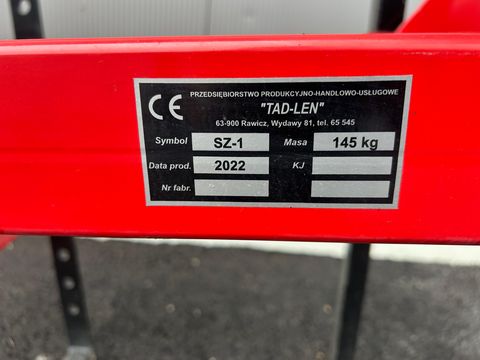 CE
PRZEDSIĘBIORSTWO PRODUKCYJNO-HANDLOWO-USŁUGOWE
"TAD-LEN"
63-900 Rawicz, Wydawy 81, tel. 65 545
Symbol SZ-1 Masa 145 kg
Data prod. 2022 KJ
Nr fabr.